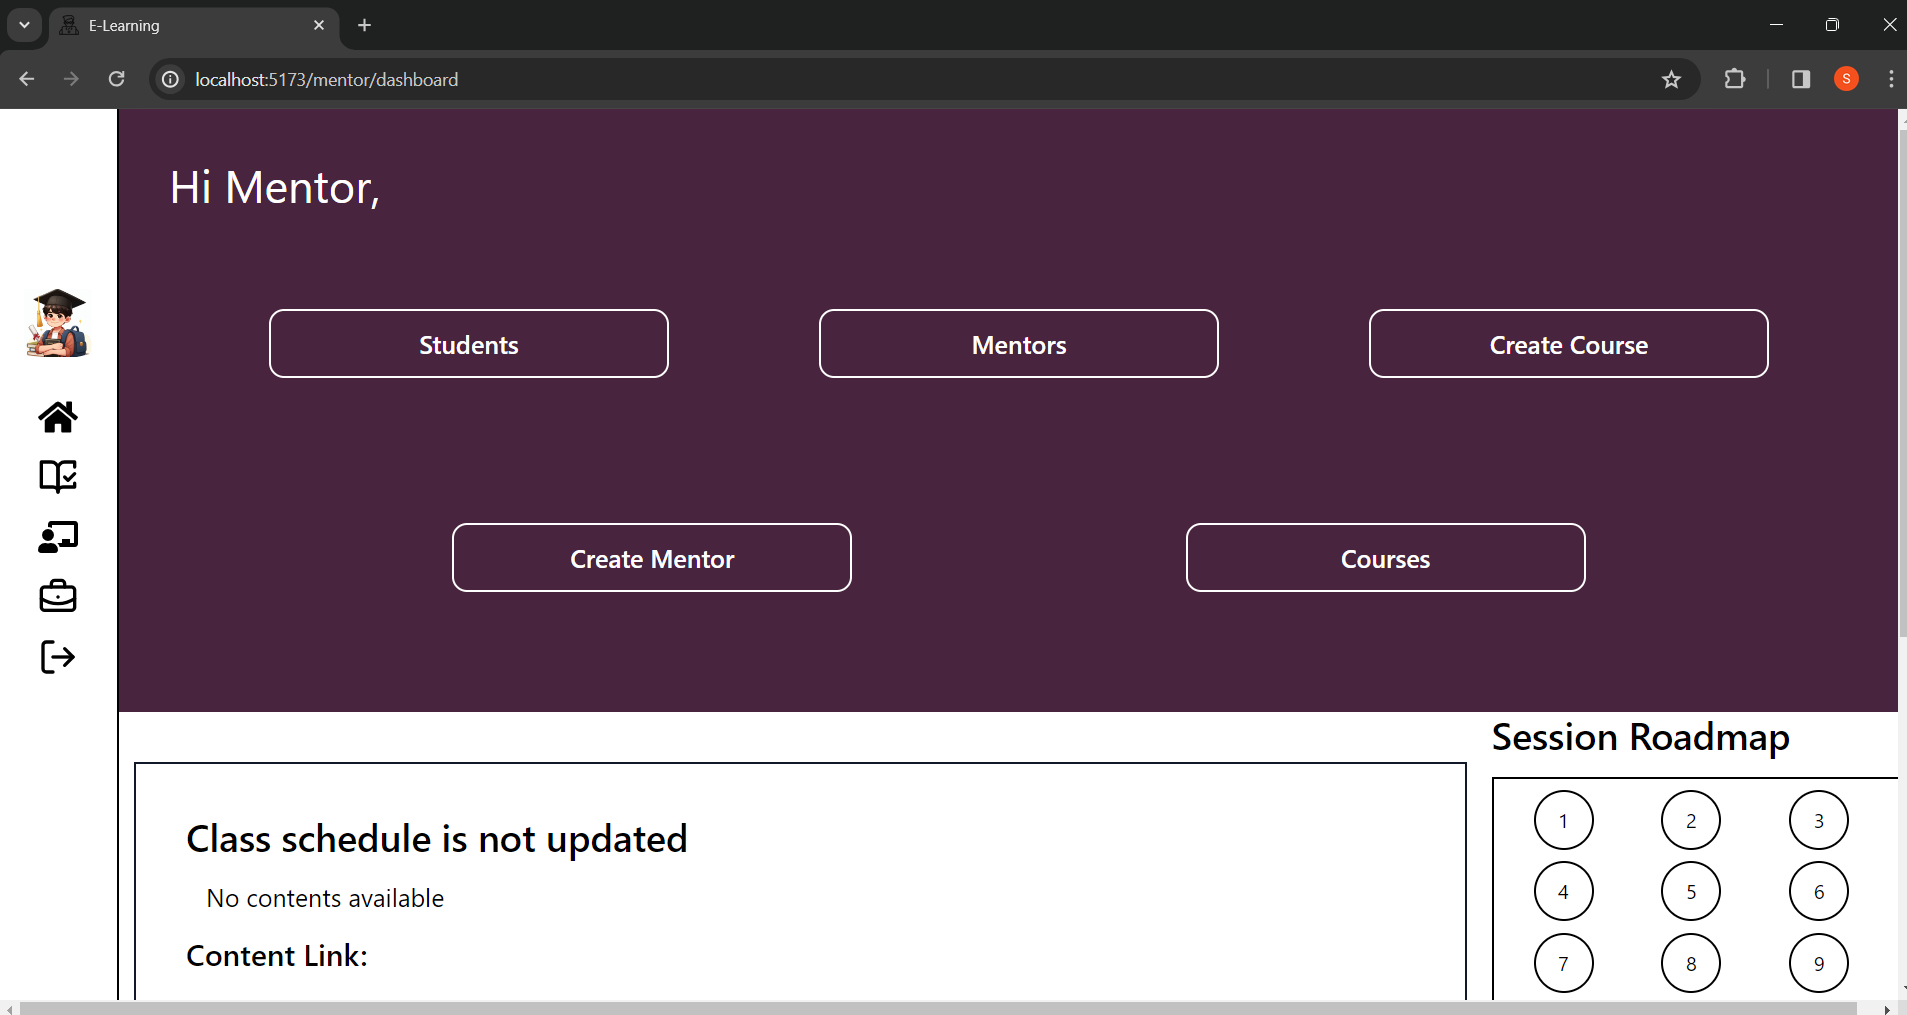 E-Learning
localhost:5173/mentor/dashboard
S
Hi Mentor,
Students
Mentors
Create Course
Create Mentor
Courses
Session Roadmap
1 2 3
4 5 6
7 8 9
Class schedule is not updated
No contents available
Content Link: